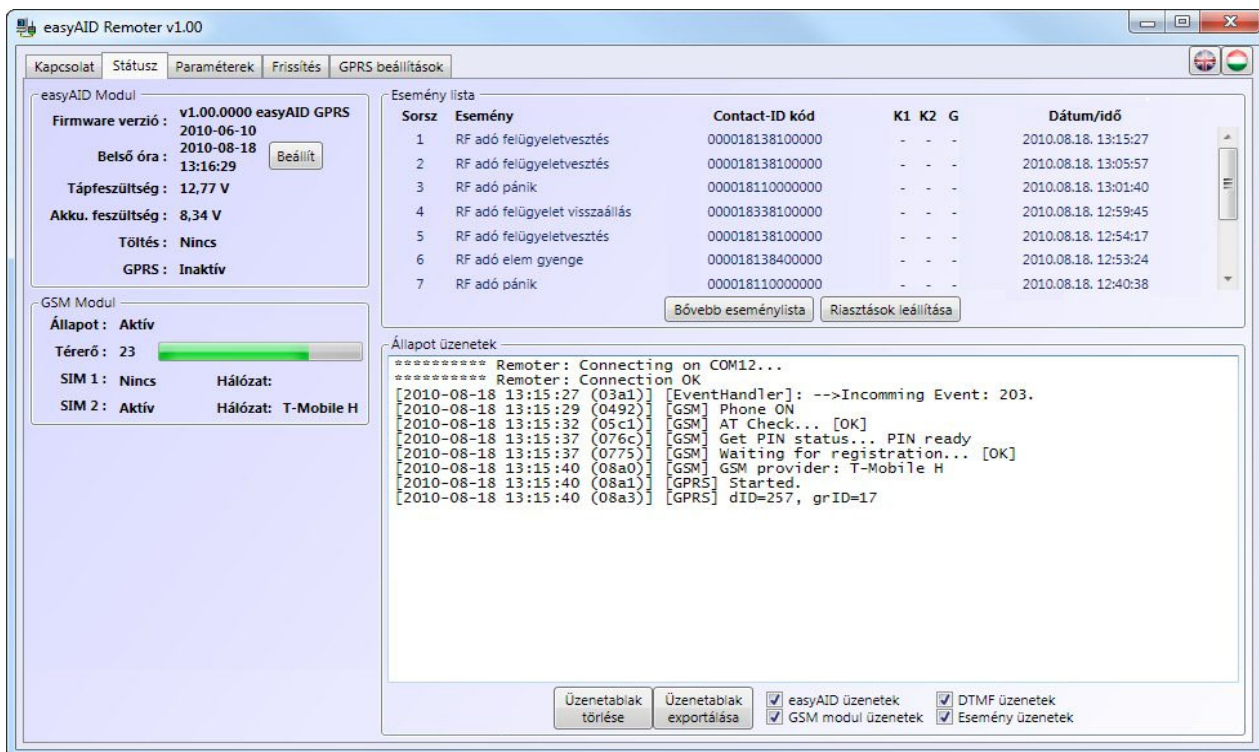 easyAID Remoter v1.00
Kapcsolat Státusz Paraméterek Frissítés GPRS beállítások
easyAID Modul
Firmware verzió : v1.00.0000 easyAID GPRS
2010-06-10
Belső óra : 2010-08-18
13:16:29
Beállít
Tápfeszültség : 12,77 V
Akku. feszültség : 8,34 V
Töltés : Nincs
GPRS : Inaktív
GSM Modul
Állapot : Aktív
Térerő : 23
SIM 1 : Nincs Hálózat:
SIM 2 : Aktív Hálózat: T-Mobile H
Esemény lista
Sorsz Esemény Contact-ID kód K1 K2 G Dátum/idő
1 RF adó felügyeletvesztés 000018138100000 - - - 2010.08.18. 13:15:27
2 RF adó felügyeletvesztés 000018138100000 - - - 2010.08.18. 13:05:57
3 RF adó pánik 000018110000000 - - - 2010.08.18. 13:01:40
4 RF adó felügyelet visszaállás 000018338100000 - - - 2010.08.18. 12:59:45
5 RF adó felügyeletvesztés 000018138100000 - - - 2010.08.18. 12:54:17
6 RF adó elem gyenge 000018138400000 - - - 2010.08.18. 12:53:24
7 RF adó pánik 000018110000000 - - - 2010.08.18. 12:40:38
Bővebb eseménylista Riasztások leállítása
Állapot üzenetek
********** Remoter: Connecting on COM12...
********** Remoter: Connection OK
[2010-08-18 13:15:27 (03a1)] [EventHandler]: -->Incomming Event: 203.
[2010-08-18 13:15:29 (0492)] [GSM] Phone ON
[2010-08-18 13:15:32 (05c1)] [GSM] AT Check... [OK]
[2010-08-18 13:15:37 (076c)] [GSM] Get PIN status... PIN ready
[2010-08-18 13:15:37 (0775)] [GSM] Waiting for registration... [OK]
[2010-08-18 13:15:40 (08a0)] [GSM] GSM provider: T-Mobile H
[2010-08-18 13:15:40 (08a1)] [GPRS] Started.
[2010-08-18 13:15:40 (08a3)] [GPRS] dID=257, grID=17
Üzenetablak törlése
Üzenetablak exportálása
easyAID üzenetek DTMF üzenetek
GSM modul üzenetek Esemény üzenetek